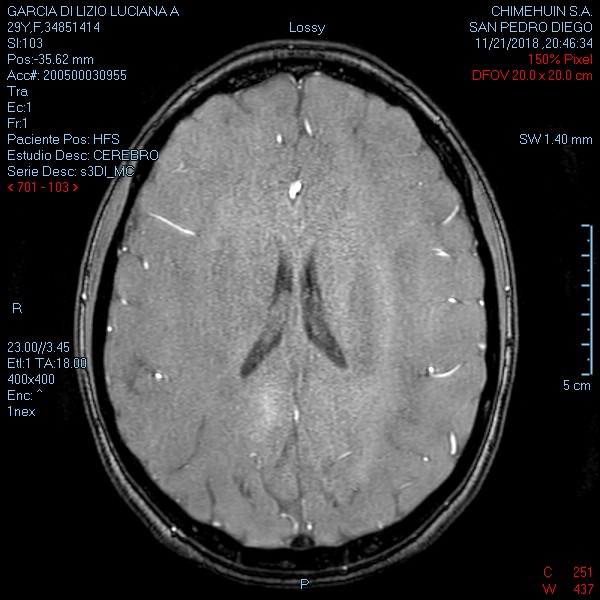 GARCIA DI LIZIO LUCIANA A
29Y,F,34851414
Sl:103
Pos:-35.62 mm
Acc#: 200500030955
Tra
Ec:1
Fr:1
Paciente Pos: HFS
Estudio Desc: CEREBRO
Serie Desc: s3DI_MC
< 701 - 103 >
Lossy
CHIMEHUIN S.A.
SAN PEDRO DIEGO
11/21/2018 ,20:46:34
150% Pixel
DFOV 20.0 x 20.0 cm
SW 1.40 mm
R
23.00//3.45
Etl:1 TA:18.00
400x400
Enc: ^
1nex
5 cm
P
C 251
W 437